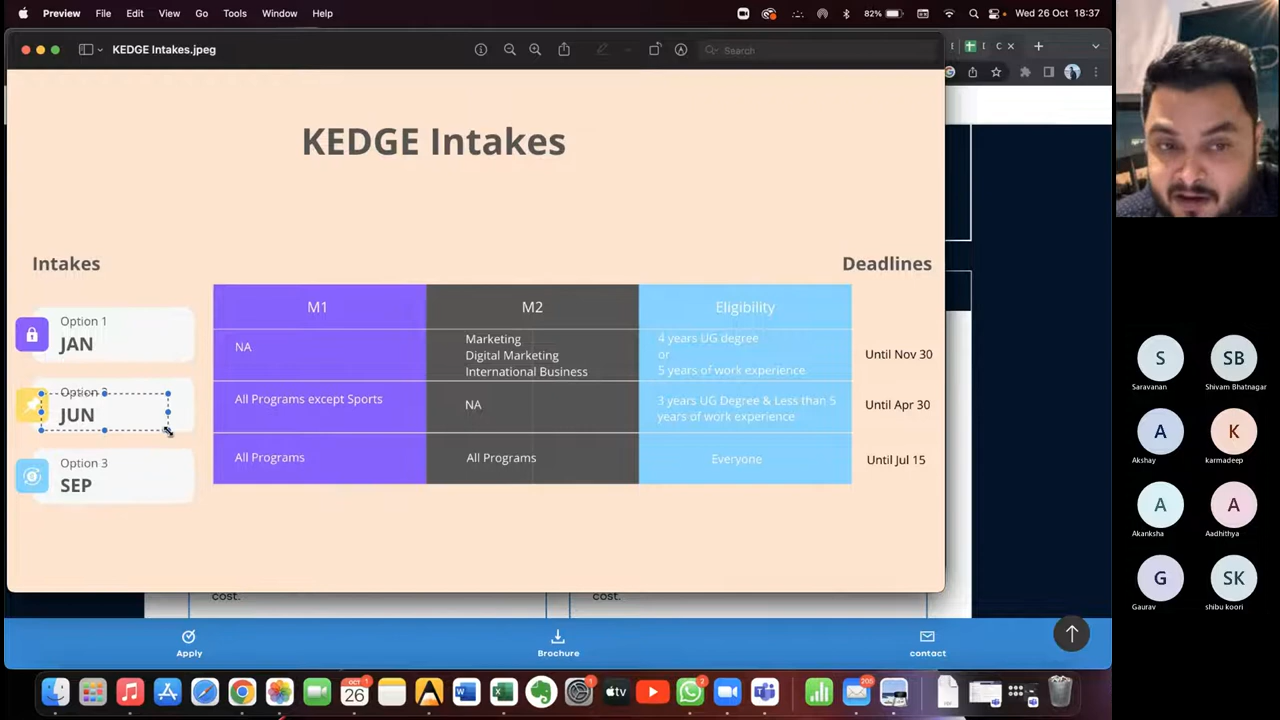 Preview File Edit View Go Tools Window Help
82% Wed 26 Oct 18:37
KEDGE Intakes.jpeg
Search
KEDGE Intakes
Intakes
Deadlines
M1 M2 Eligibility
Option 1
JAN
NA
Marketing
Digital Marketing
International Business
4 years UG degree
or
5 years of work experience
Until Nov 30
Option 2
JUN
All Programs except Sports
NA
3 years UG Degree & Less than 5
years of work experience
Until Apr 30
Option 3
SEP
All Programs
All Programs
Everyone
Until Jul 15
cost. cost.
Apply Brochure contact
S SB
Saravanan Shivam Bhatnagar
A K
Akshay karmadeep
A A
Akanksha Aadhithya
G SK
Gaurav shibu koori
OCT
26